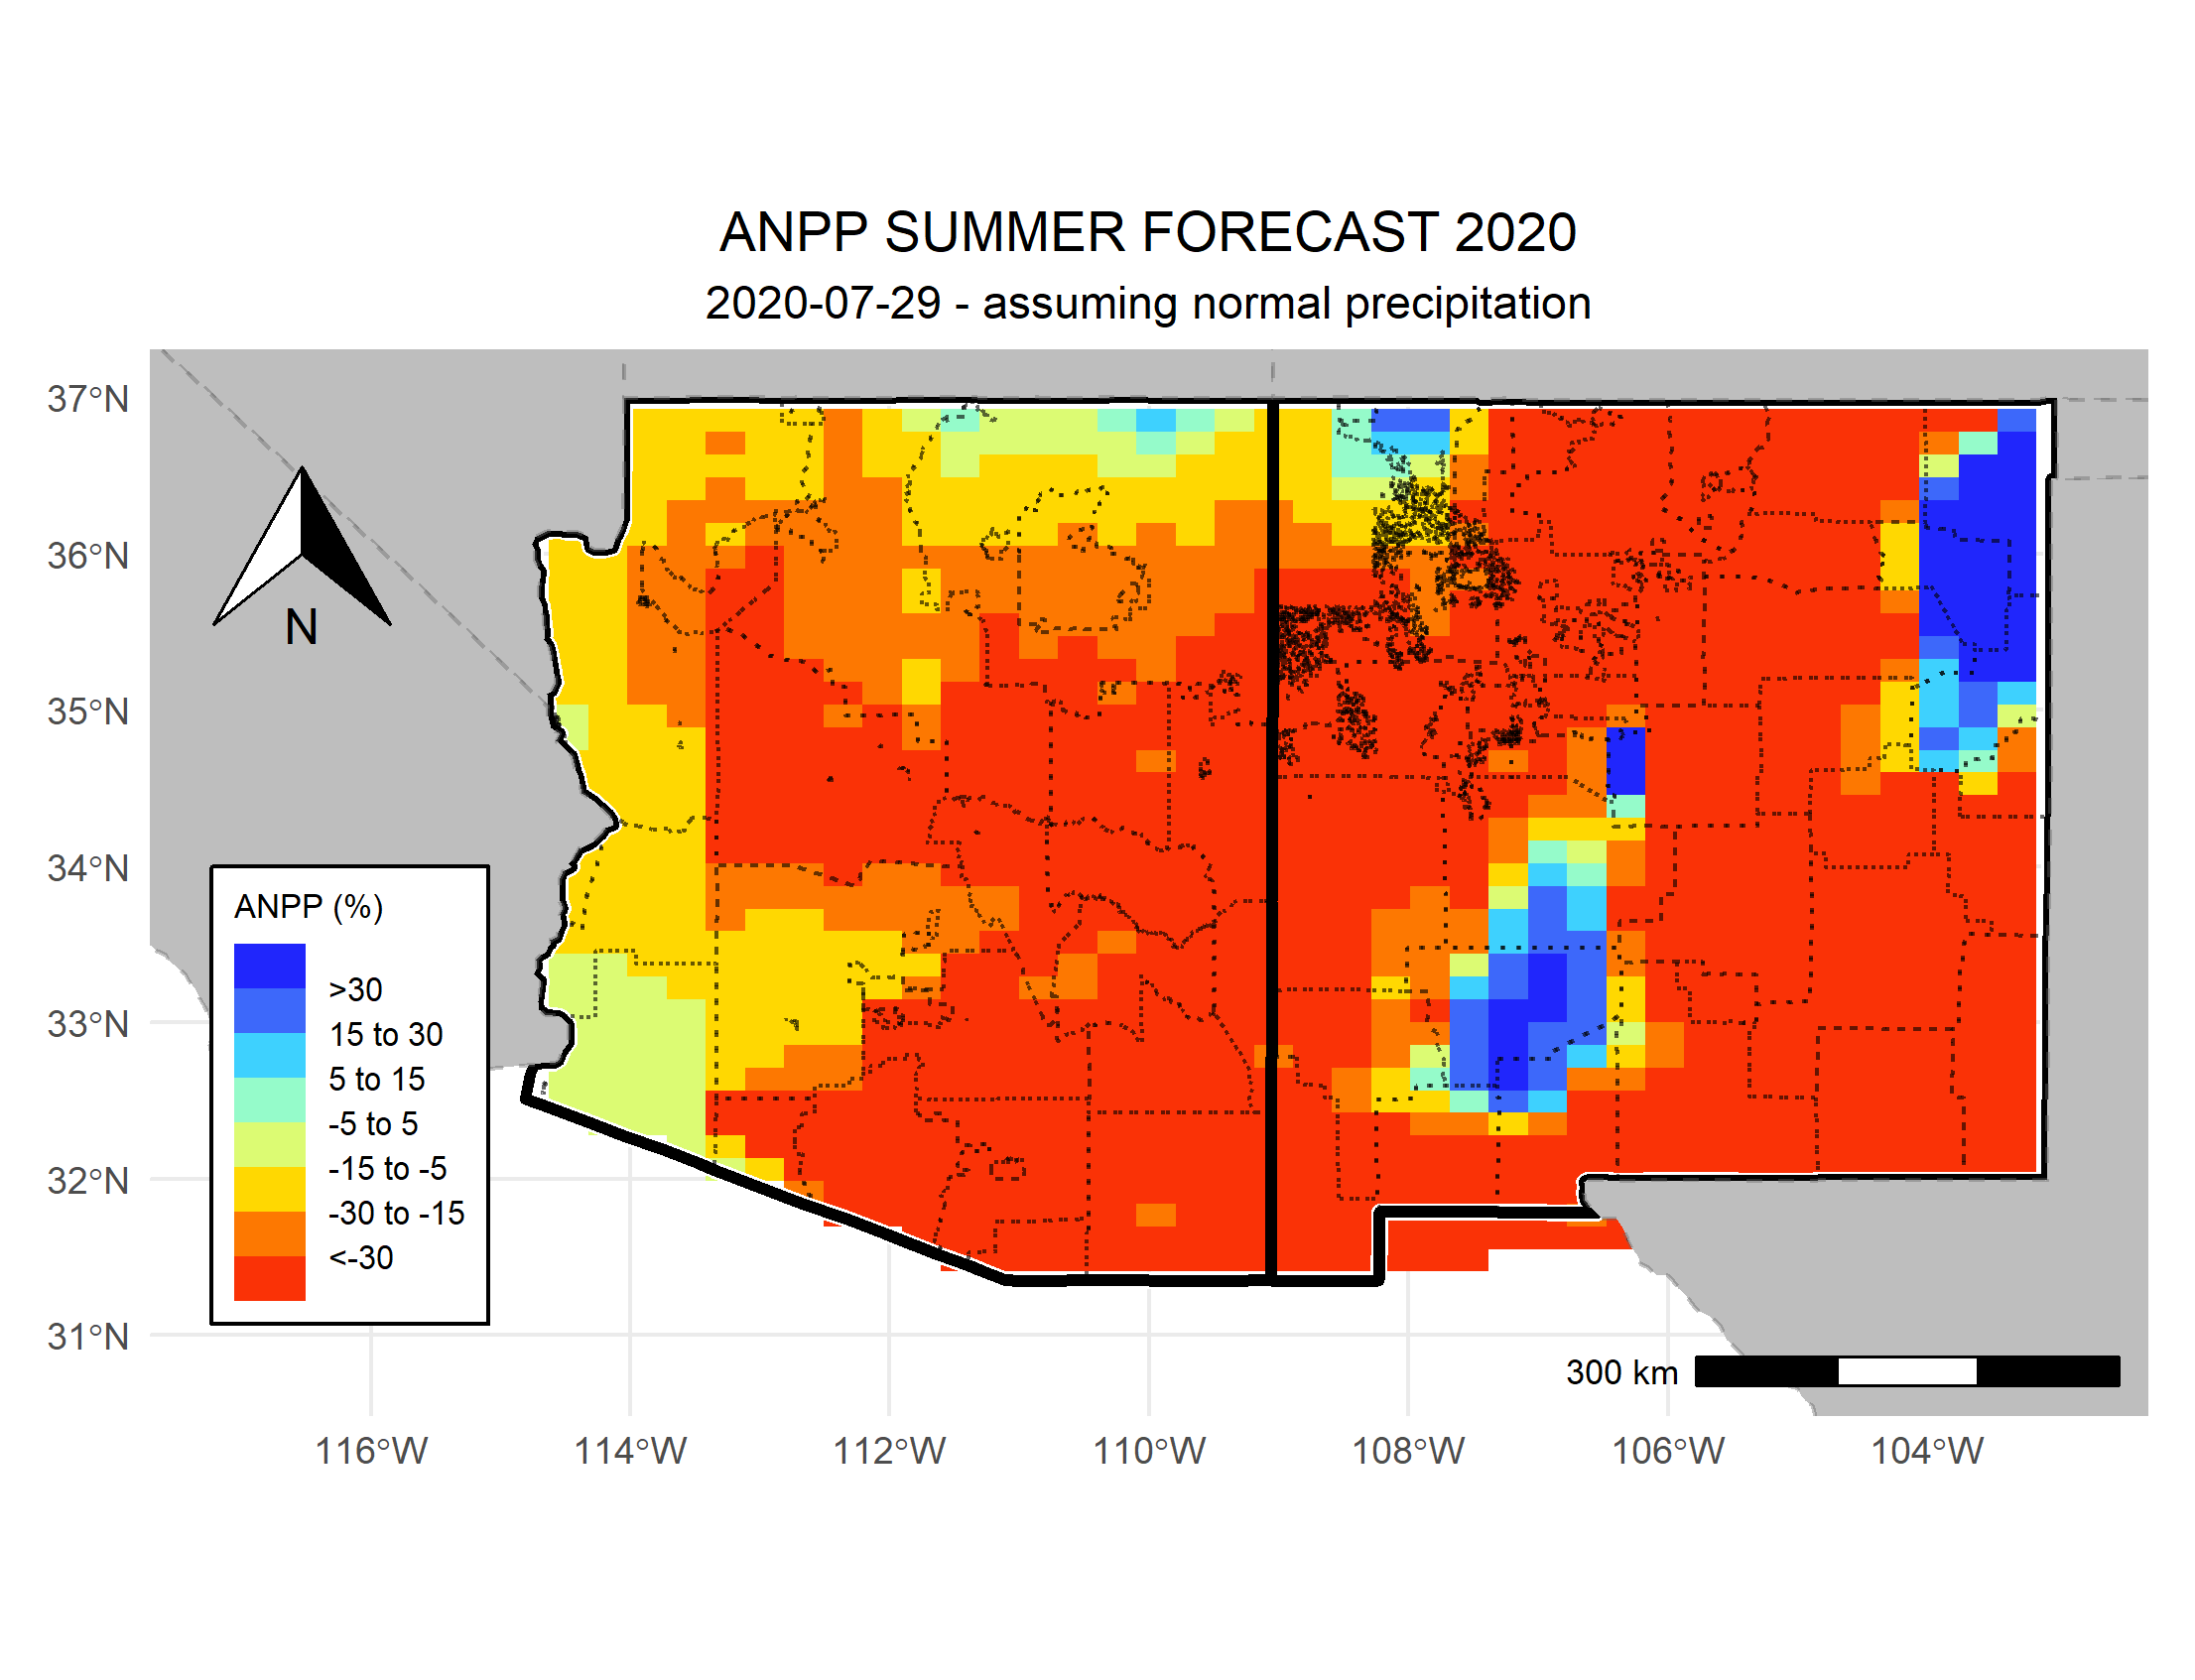 ANPP SUMMER FORECAST 2020
2020-07-29 - assuming normal precipitation
37°N
36°N
35°N
34°N
33°N
32°N
31°N
N
ANPP (%)
>30
15 to 30
5 to 15
-5 to 5
-15 to -5
-30 to -15
<-30
300 km
116°W
114°W
112°W
110°W
108°W
106°W
104°W